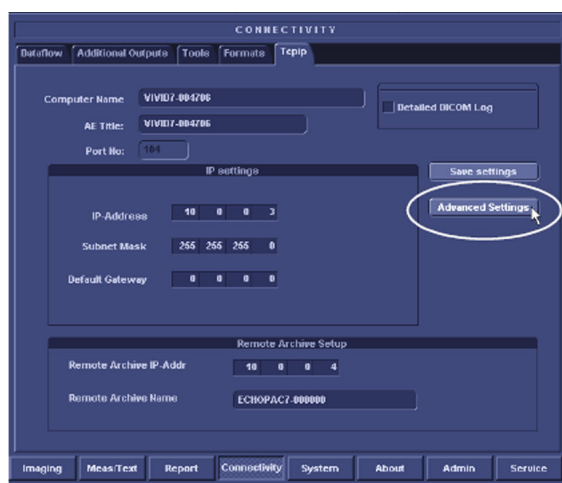 CONNECTIVITY
Dataflow Additional Outputs Tools Formats Tcpip
Computer Name VIVID7-004706
Detailed DICOM Log
AE Title: VIVID7-004706
Port No: 104
IP settings
Save settings
Advanced Settings
IP-Address 10 0 0 3
Subnet Mask 255 255 255 0
Default Gateway 0 0 0 0
Remote Archive Setup
Remote Archive IP-Addr 10 0 0 4
Remote Archive Name ECHOPAC7-000000
Imaging Meas/Text Report Connectivity System About Admin Service